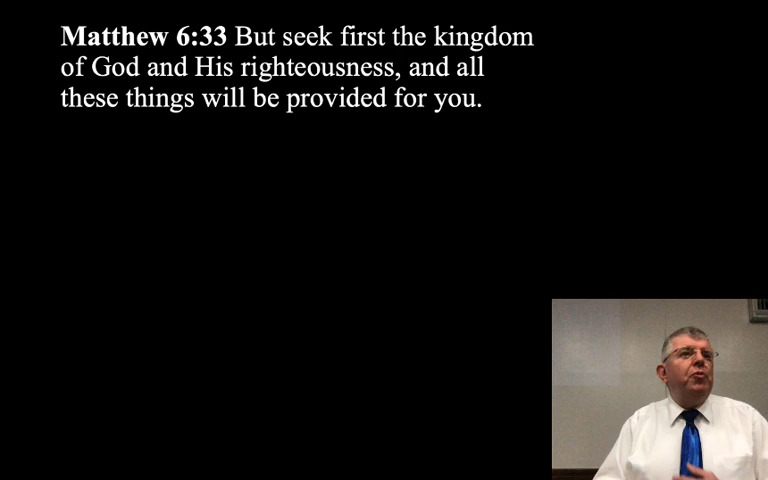 Matthew 6:33 But seek first the kingdom
of God and His righteousness, and all
these things will be provided for you.